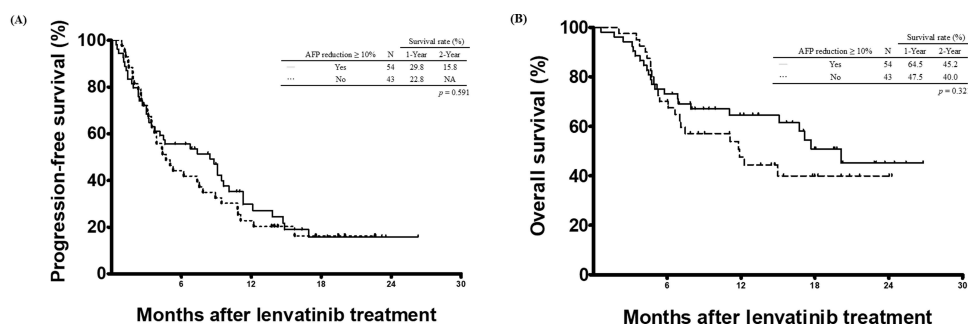 (A)
Progression-free survival (%)
100
80
60
40
20
0
Survival rate (%)
AFP reduction ≥ 10% N 1-Year 2-Year
Yes 54 29.8 15.8
No 43 22.8 NA
p = 0.591
6 12 18 24 30
Months after lenvatinib treatment
(B)
Overall survival (%)
100
80
60
40
20
0
Survival rate (%)
AFP reduction ≥ 10% N 1-Year 2-Year
Yes 54 64.5 45.2
No 43 47.5 40.0
p = 0.321
6 12 18 24 30
Months after lenvatinib treatment